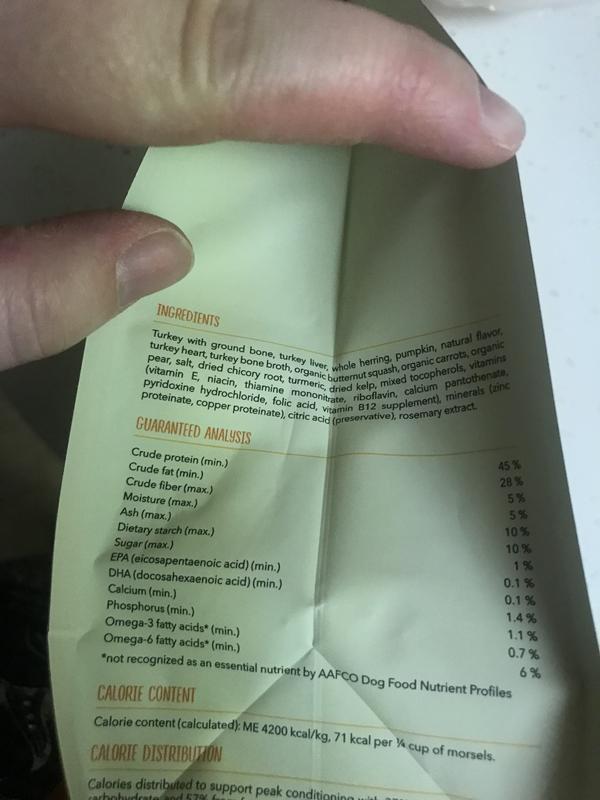 INGREDIENTS
Turkey with ground bone, turkey liver, whole herring, pumpkin, natural flavor,
turkey heart, turkey bone broth, organic butternut squash, organic carrots, organic
pear, salt, dried chicory root, turmeric, dried kelp, mixed tocopherols, vitamins
(vitamin E, niacin, thiamine mononitrate, riboflavin, calcium pantothenate,
pyridoxine hydrochloride, folic acid, vitamin B12 supplement), minerals (zinc
proteinate, copper proteinate), citric acid (preservative), rosemary extract.
GUARANTEED ANALYSIS
Crude protein (min.) 45 %
Crude fat (min.) 28 %
Crude fiber (max.) 5 %
Moisture (max.) 5 %
Ash (max.) 10 %
Dietary starch (max.) 10 %
Sugar (max.) 1 %
EPA (eicosapentaenoic acid) (min.) 0.1 %
DHA (docosahexaenoic acid) (min.) 0.1 %
Calcium (min.) 1.4 %
Phosphorus (min.) 1.1 %
Omega-3 fatty acids* (min.) 0.7 %
Omega-6 fatty acids* (min.) 6 %
*not recognized as an essential nutrient by AAFCO Dog Food Nutrient Profiles
CALORIE CONTENT
Calorie content (calculated): ME 4200 kcal/kg, 71 kcal per ¼ cup of morsels.
CALORIE DISTRIBUTION
Calories distributed to support peak conditioning with
carbohydrate and 57% from